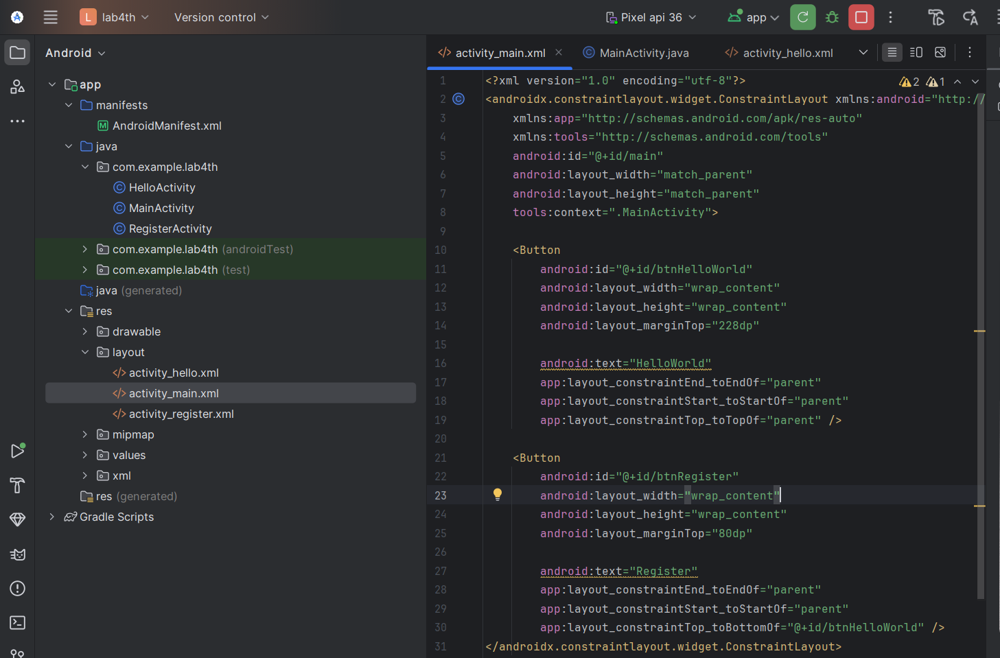 L lab4th Version control Pixel api 36 app
Android
app
manifests
AndroidManifest.xml
java
com.example.lab4th
HelloActivity
MainActivity
RegisterActivity
com.example.lab4th (androidTest)
com.example.lab4th (test)
java (generated)
res
drawable
layout
activity_hello.xml
activity_main.xml
activity_register.xml
mipmap
values
xml
res (generated)
Gradle Scripts
activity_main.xml MainActivity.java activity_hello.xml
2 1
1 <?xml version="1.0" encoding="utf-8"?>
2 <androidx.constraintlayout.widget.ConstraintLayout xmlns:android="http://
3 xmlns:app="http://schemas.android.com/apk/res-auto"
4 xmlns:tools="http://schemas.android.com/tools"
5 android:id="@+id/main"
6 android:layout_width="match_parent"
7 android:layout_height="match_parent"
8 tools:context=".MainActivity">
9
10 <Button
11 android:id="@+id/btnHelloWorld"
12 android:layout_width="wrap_content"
13 android:layout_height="wrap_content"
14 android:layout_marginTop="228dp"
15
16 android:text="HelloWorld"
17 app:layout_constraintEnd_toEndOf="parent"
18 app:layout_constraintStart_toStartOf="parent"
19 app:layout_constraintTop_toTopOf="parent" />
20
21 <Button
22 android:id="@+id/btnRegister"
23 android:layout_width="wrap_content"
24 android:layout_height="wrap_content"
25 android:layout_marginTop="80dp"
26
27 android:text="Register"
28 app:layout_constraintEnd_toEndOf="parent"
29 app:layout_constraintStart_toStartOf="parent"
30 app:layout_constraintTop_toBottomOf="@+id/btnHelloWorld" />
31 </androidx.constraintlayout.widget.ConstraintLayout>